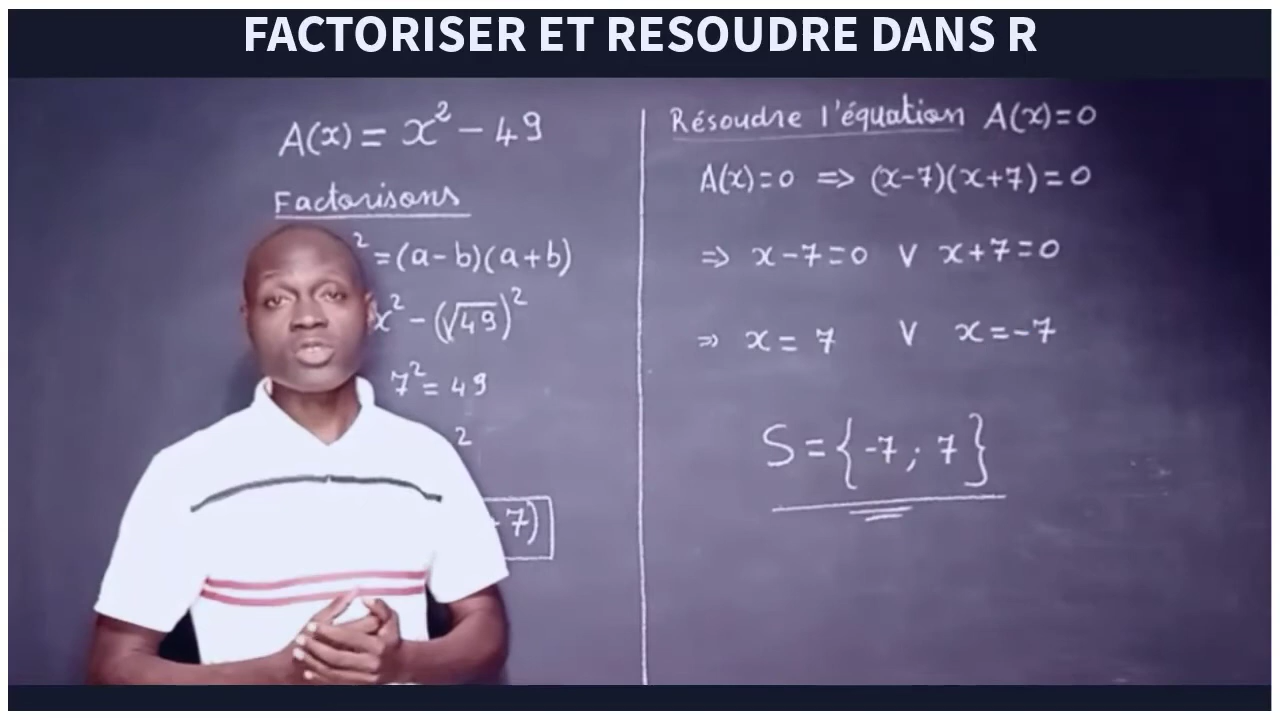 FACTORISER ET RESOUDRE DANS R
A(x) = x² - 49
Factorisons
² = (a-b)(a+b)
x² - (√49)²
7² = 49
²
7)
Résoudre l'équation A(x)=0
A(x)=0 => (x-7)(x+7)=0
=> x-7=0 V x+7=0
=> x = 7 V x=-7
S={-7; 7}